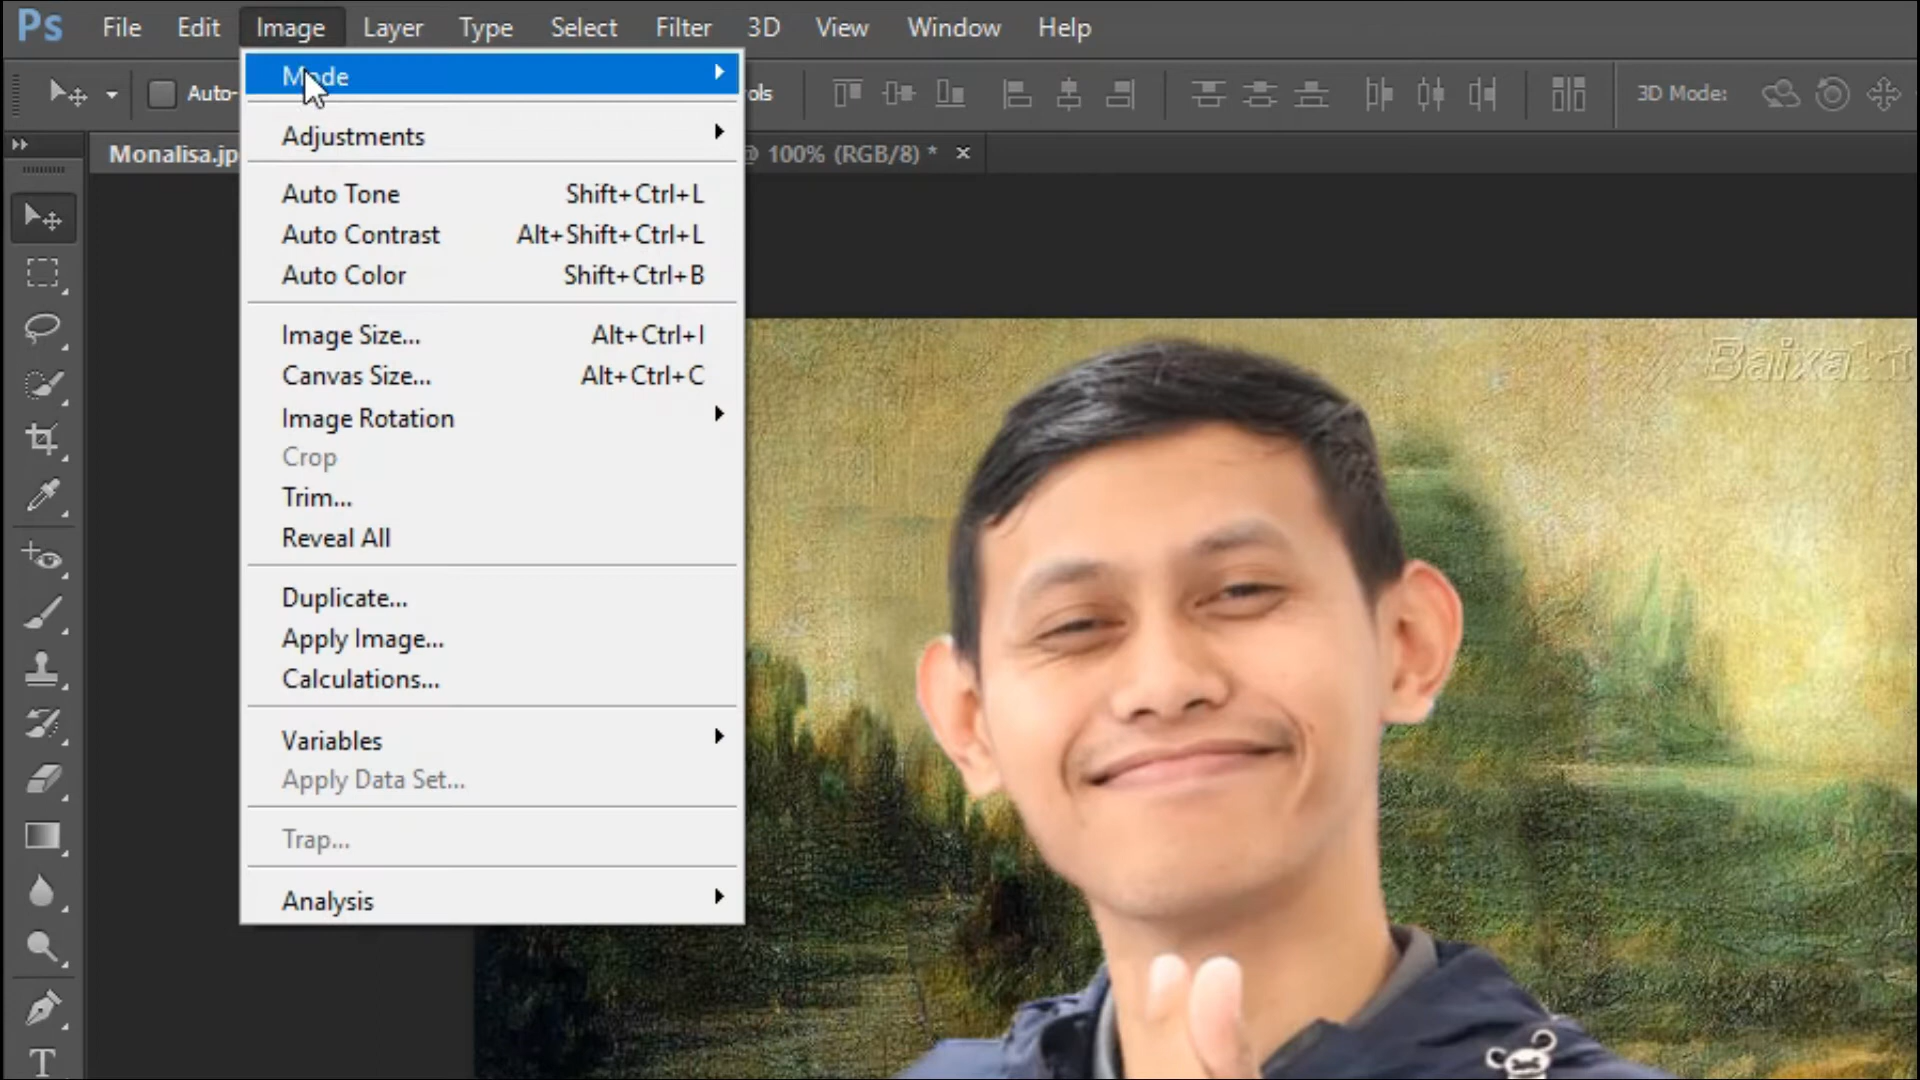 Ps File Edit Image Layer Type Select Filter 3D View Window Help
Auto- ols 3D Mode:
Monalisa.jp @ 100% (RGB/8) * ×
Mode
Adjustments
Auto Tone Shift+Ctrl+L
Auto Contrast Alt+Shift+Ctrl+L
Auto Color Shift+Ctrl+B
Image Size... Alt+Ctrl+I
Canvas Size... Alt+Ctrl+C
Image Rotation
Crop
Trim...
Reveal All
Duplicate...
Apply Image...
Calculations...
Variables
Apply Data Set...
Trap...
Analysis